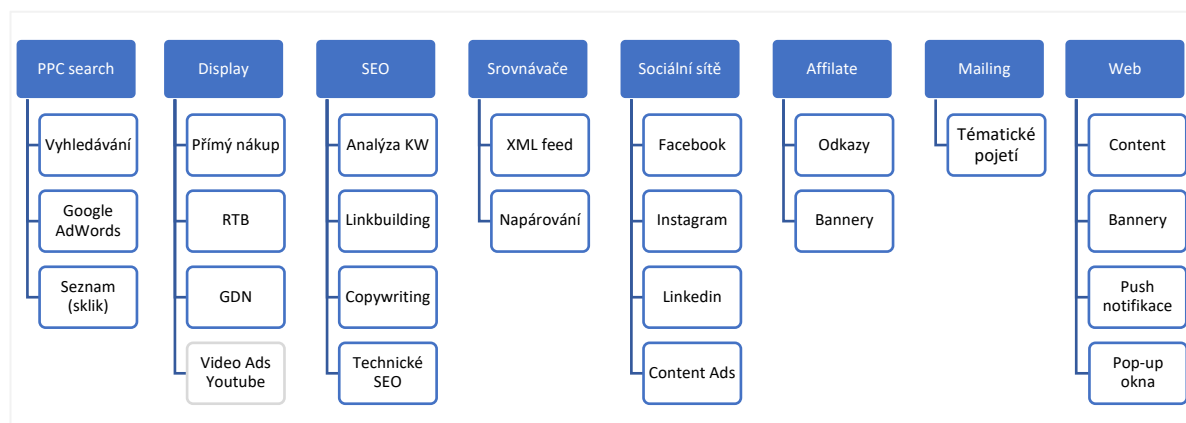 PPC search
Vyhledávání
Google
AdWords
Seznam
(sklik)
Display
Přímý nákup
RTB
GDN
Video Ads
Youtube
SEO
Analýza KW
Linkbuilding
Copywriting
Technické
SEO
Srovnávače
XML feed
Napárování
Sociální sítě
Facebook
Instagram
Linkedin
Content Ads
Affilate
Odkazy
Bannery
Mailing
Tématické
pojetí
Web
Content
Bannery
Push
notifikace
Pop-up
okna